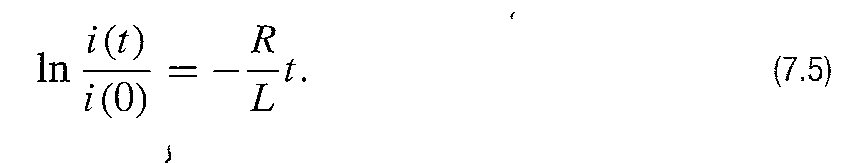 ln i(t)/i(0) = −R/L t. (7.5)